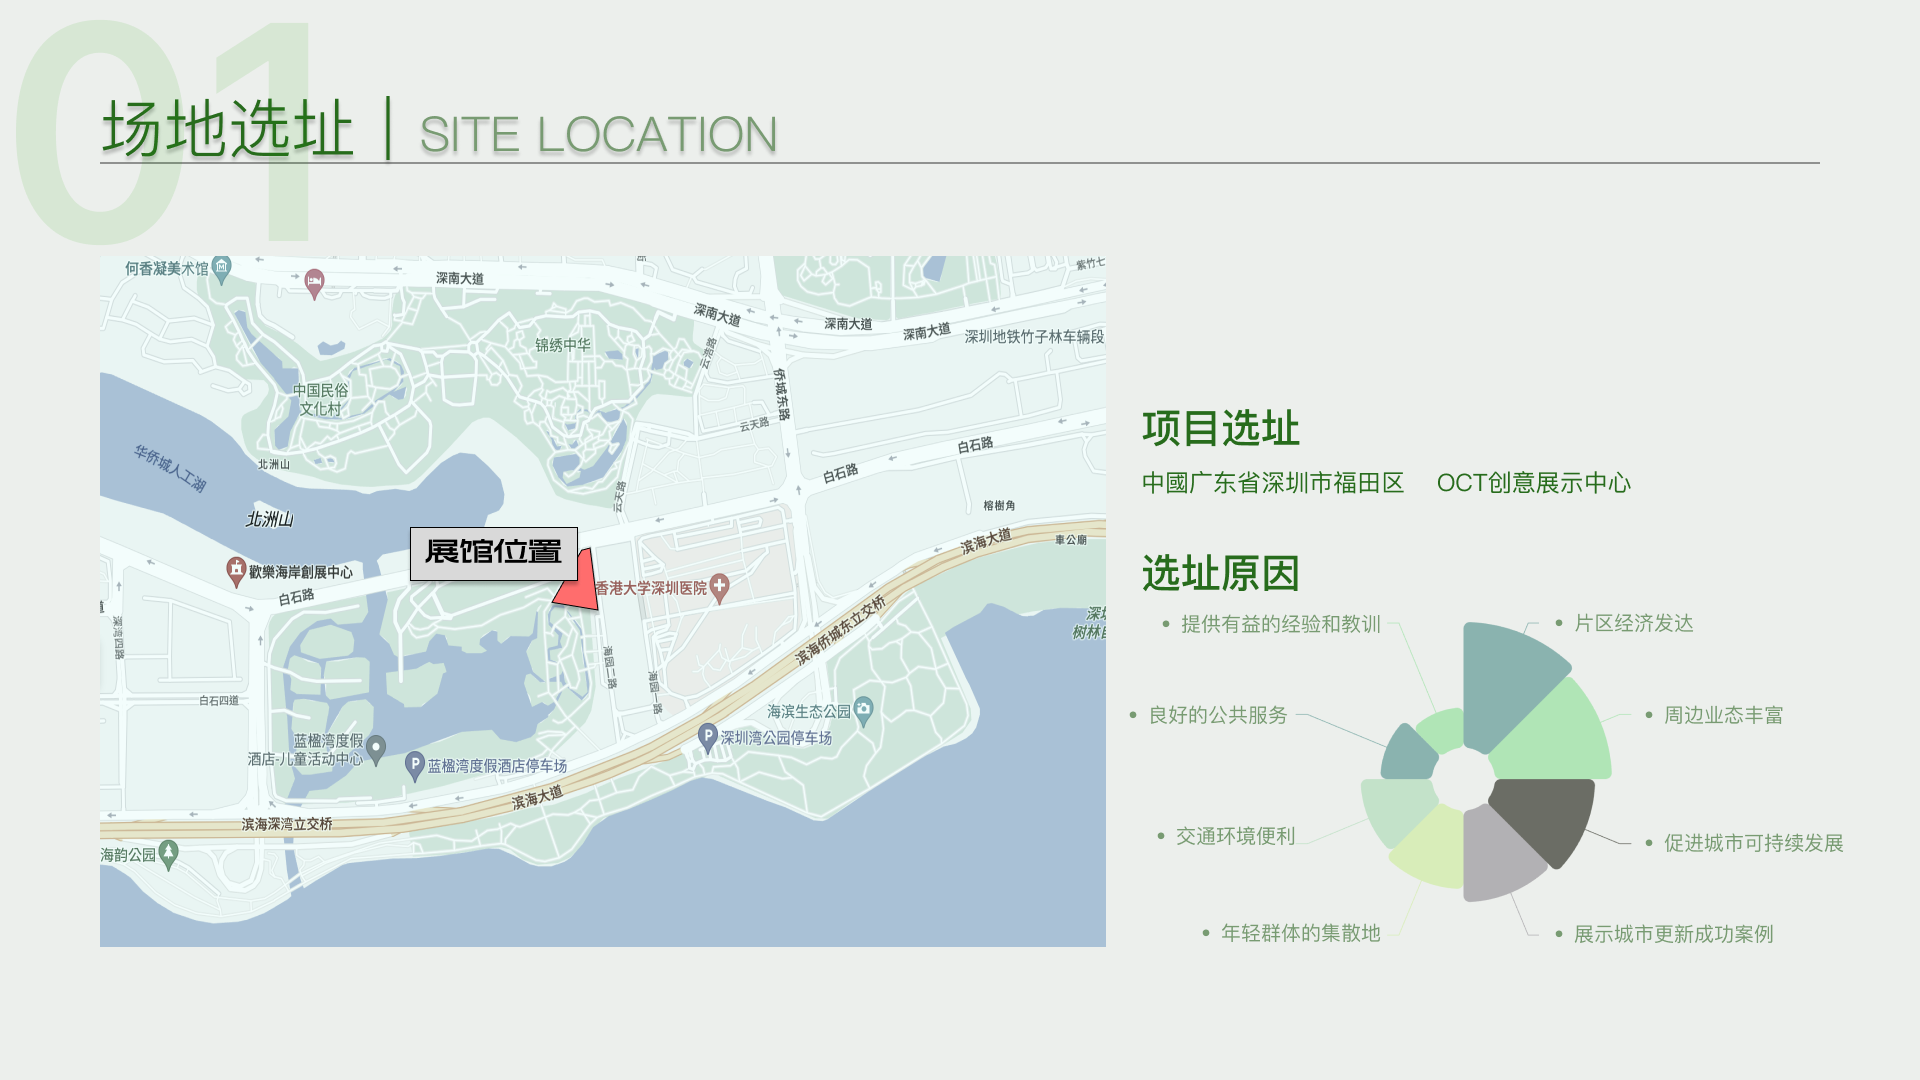 01
场地选址 | SITE LOCATION
何香凝美术馆
深南大道
深南大道
深南大道
深南大道
紫竹七
深圳地铁竹子林车辆段
锦绣中华
云浩路
中国民俗
文化村
侨城东路
云天路
白石路
白石路
华侨城人工湖
北洲山
北洲山
云天路
榕樹角
滨海大道
車公廟
展馆位置
歡樂海岸創展中心
白石路
香港大学深圳医院
深湾四路
滨海侨城东立交桥
深圳
树林自
海园二路
海园一路
白石四道
海滨生态公园
深圳湾公园停车场
蓝楹湾度假
酒店-儿童活动中心
蓝楹湾度假酒店停车场
滨海大道
滨海深湾立交桥
海韵公园
项目选址
中國广东省深圳市福田区 OCT创意展示中心
选址原因
• 提供有益的经验和教训
• 片区经济发达
• 良好的公共服务
• 周边业态丰富
• 交通环境便利
• 促进城市可持续发展
• 年轻群体的集散地
• 展示城市更新成功案例